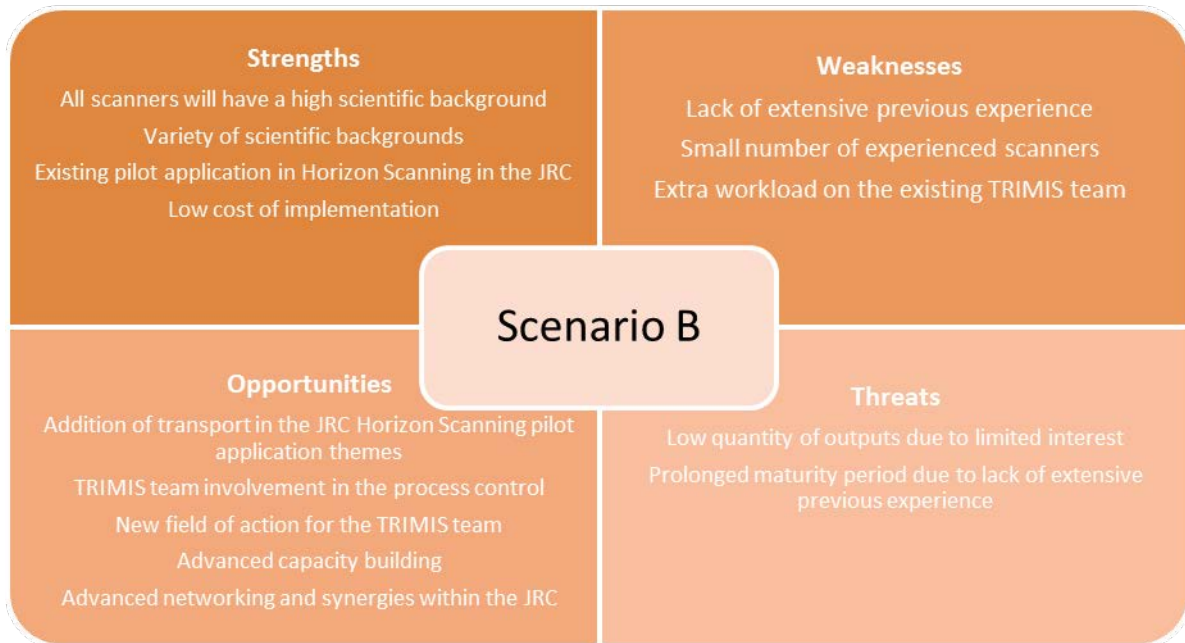 Strengths
All scanners will have a high scientific background
Variety of scientific backgrounds
Existing pilot application in Horizon Scanning in the JRC
Low cost of implementation
Weaknesses
Lack of extensive previous experience
Small number of experienced scanners
Extra workload on the existing TRIMIS team
Scenario B
Opportunities
Addition of transport in the JRC Horizon Scanning pilot
application themes
TRIMIS team involvement in the process control
New field of action for the TRIMIS team
Advanced capacity building
Advanced networking and synergies within the JRC
Threats
Low quantity of outputs due to limited interest
Prolonged maturity period due to lack of extensive
previous experience